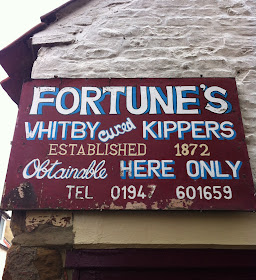 FORTUNE'S
WHITBY cured KIPPERS
ESTABLISHED 1872
Obtainable HERE ONLY
TEL 01947 601659